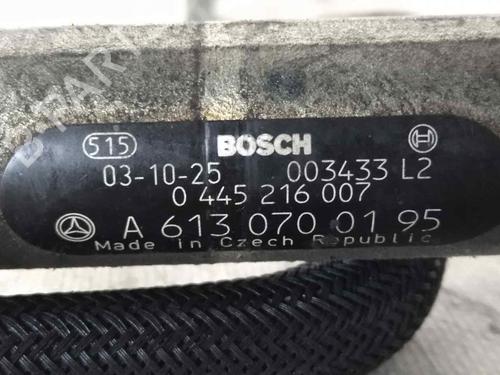 515 BOSCH
03-10-25 003433 L2
0 445 216 007
A 613 070 01 95
Made in Czech Republic